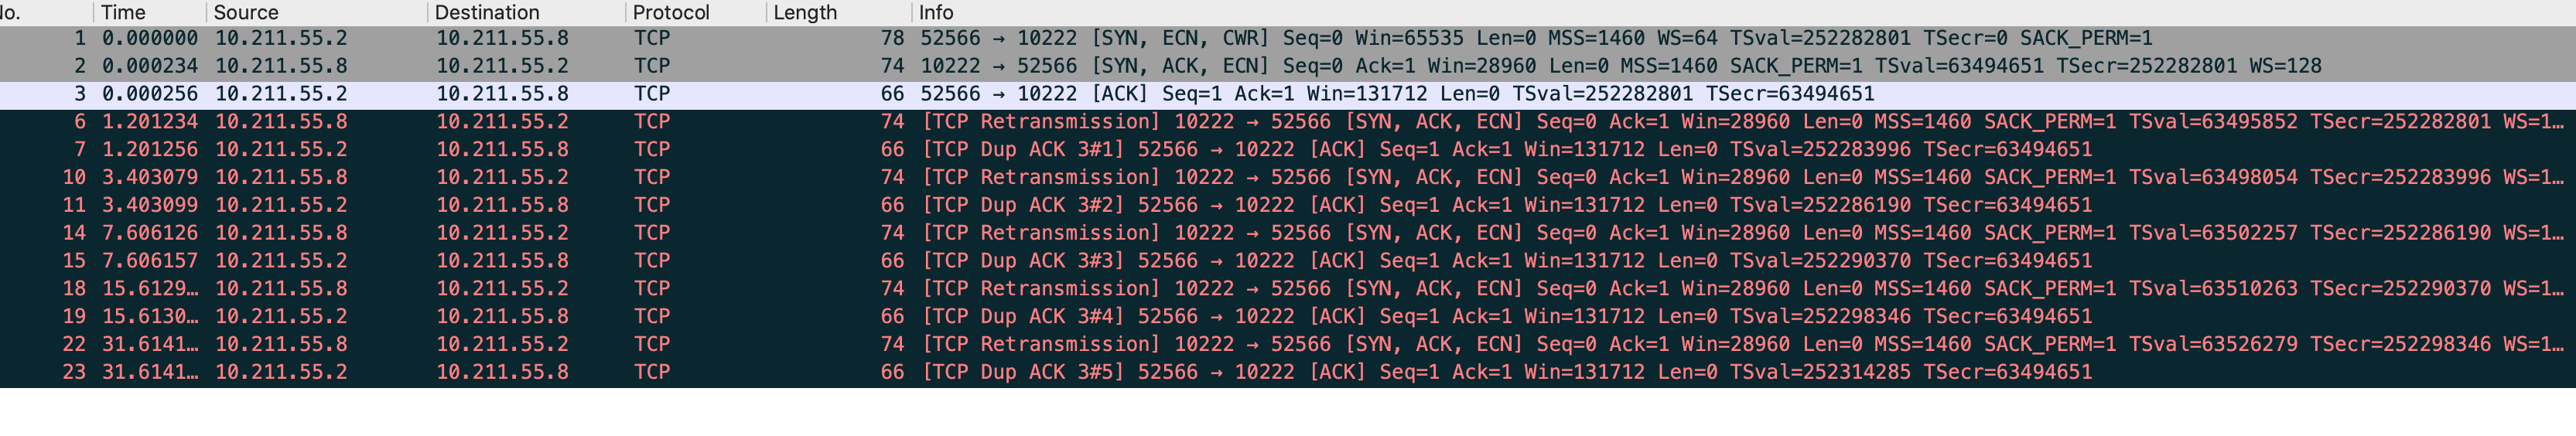 No. Time Source Destination Protocol Length Info
1 0.000000 10.211.55.2 10.211.55.8 TCP 78 52566 → 10222 [SYN, ECN, CWR] Seq=0 Win=65535 Len=0 MSS=1460 WS=64 TSval=252282801 TSecr=0 SACK_PERM=1
2 0.000234 10.211.55.8 10.211.55.2 TCP 74 10222 → 52566 [SYN, ACK, ECN] Seq=0 Ack=1 Win=28960 Len=0 MSS=1460 SACK_PERM=1 TSval=63494651 TSecr=252282801 WS=128
3 0.000256 10.211.55.2 10.211.55.8 TCP 66 52566 → 10222 [ACK] Seq=1 Ack=1 Win=131712 Len=0 TSval=252282801 TSecr=63494651
6 1.201234 10.211.55.8 10.211.55.2 TCP 74 [TCP Retransmission] 10222 → 52566 [SYN, ACK, ECN] Seq=0 Ack=1 Win=28960 Len=0 MSS=1460 SACK_PERM=1 TSval=63495852 TSecr=252282801 WS=1…
7 1.201256 10.211.55.2 10.211.55.8 TCP 66 [TCP Dup ACK 3#1] 52566 → 10222 [ACK] Seq=1 Ack=1 Win=131712 Len=0 TSval=252283996 TSecr=63494651
10 3.403079 10.211.55.8 10.211.55.2 TCP 74 [TCP Retransmission] 10222 → 52566 [SYN, ACK, ECN] Seq=0 Ack=1 Win=28960 Len=0 MSS=1460 SACK_PERM=1 TSval=63498054 TSecr=252283996 WS=1…
11 3.403099 10.211.55.2 10.211.55.8 TCP 66 [TCP Dup ACK 3#2] 52566 → 10222 [ACK] Seq=1 Ack=1 Win=131712 Len=0 TSval=252286190 TSecr=63494651
14 7.606126 10.211.55.8 10.211.55.2 TCP 74 [TCP Retransmission] 10222 → 52566 [SYN, ACK, ECN] Seq=0 Ack=1 Win=28960 Len=0 MSS=1460 SACK_PERM=1 TSval=63502257 TSecr=252286190 WS=1…
15 7.606157 10.211.55.2 10.211.55.8 TCP 66 [TCP Dup ACK 3#3] 52566 → 10222 [ACK] Seq=1 Ack=1 Win=131712 Len=0 TSval=252290370 TSecr=63494651
18 15.6129… 10.211.55.8 10.211.55.2 TCP 74 [TCP Retransmission] 10222 → 52566 [SYN, ACK, ECN] Seq=0 Ack=1 Win=28960 Len=0 MSS=1460 SACK_PERM=1 TSval=63510263 TSecr=252290370 WS=1…
19 15.6130… 10.211.55.2 10.211.55.8 TCP 66 [TCP Dup ACK 3#4] 52566 → 10222 [ACK] Seq=1 Ack=1 Win=131712 Len=0 TSval=252298346 TSecr=63494651
22 31.6141… 10.211.55.8 10.211.55.2 TCP 74 [TCP Retransmission] 10222 → 52566 [SYN, ACK, ECN] Seq=0 Ack=1 Win=28960 Len=0 MSS=1460 SACK_PERM=1 TSval=63526279 TSecr=252298346 WS=1…
23 31.6141… 10.211.55.2 10.211.55.8 TCP 66 [TCP Dup ACK 3#5] 52566 → 10222 [ACK] Seq=1 Ack=1 Win=131712 Len=0 TSval=252314285 TSecr=63494651